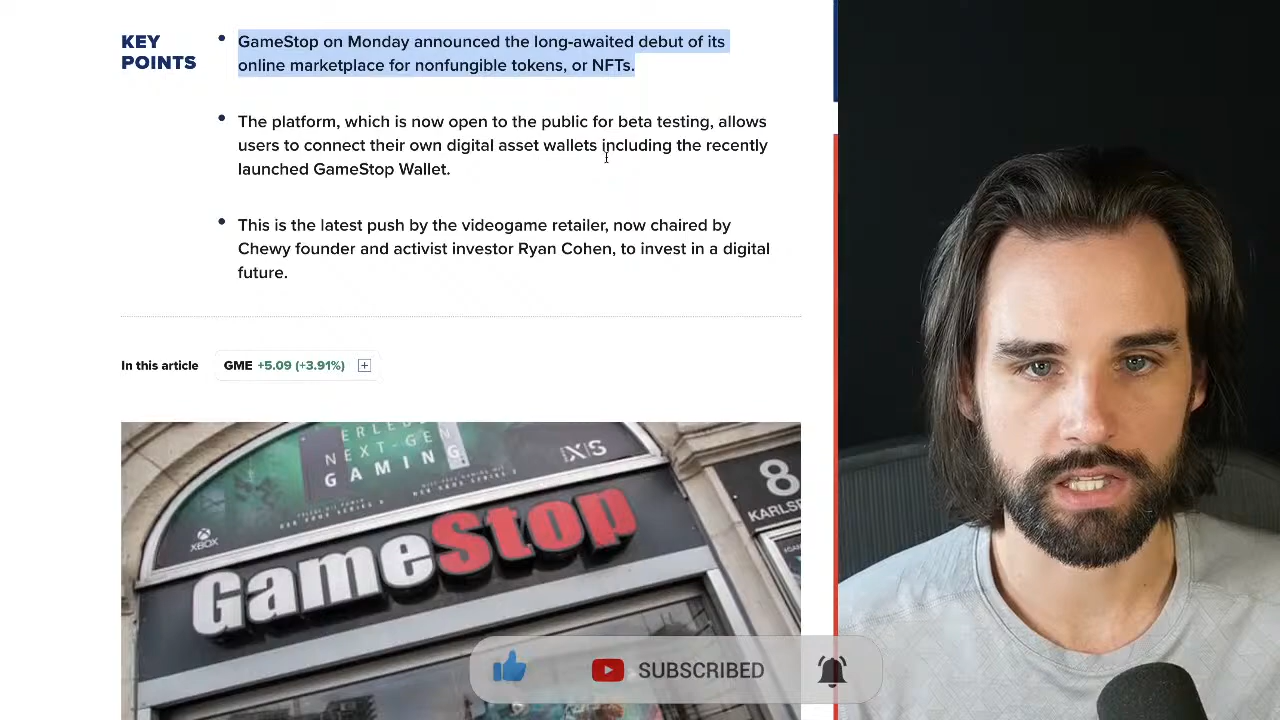 KEY
POINTS
GameStop on Monday announced the long-awaited debut of its
online marketplace for nonfungible tokens, or NFTs.
The platform, which is now open to the public for beta testing, allows
users to connect their own digital asset wallets including the recently
launched GameStop Wallet.
This is the latest push by the videogame retailer, now chaired by
Chewy founder and activist investor Ryan Cohen, to invest in a digital
future.
In this article
GME +5.09 (+3.91%)
NEXT-GEN
GAMING
X|S
XBOX
GameStop
8
SUBSCRIBED